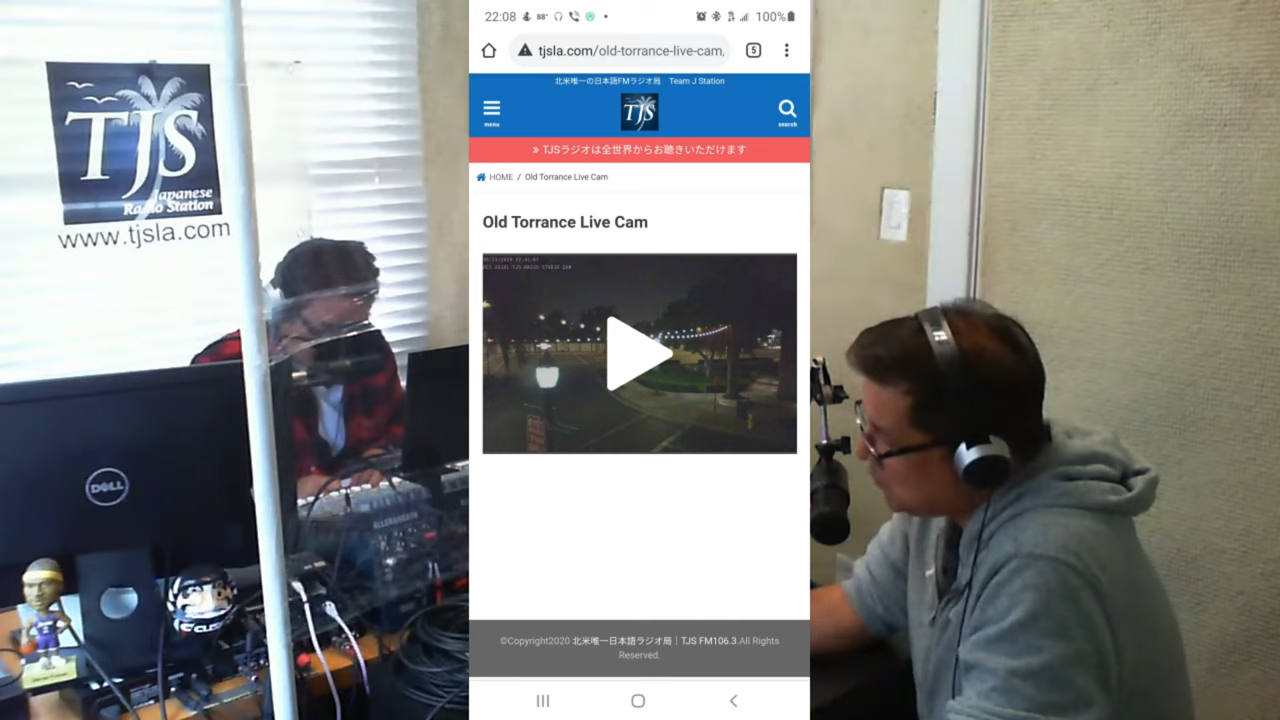 TJS
Japanese
Radio Station
www.tjsla.com
DELL
22:08 88° 100%
tjsla.com/old-torrance-live-cam.
5
北米唯一の日本語FMラジオ局 Team J Station
menu
TJS
search
» TJSラジオは全世界からお聴きいただけます
HOME / Old Torrance Live Cam
Old Torrance Live Cam
©Copyright2020 北米唯一日本語ラジオ局｜TJS FM106.3.All Rights
Reserved.